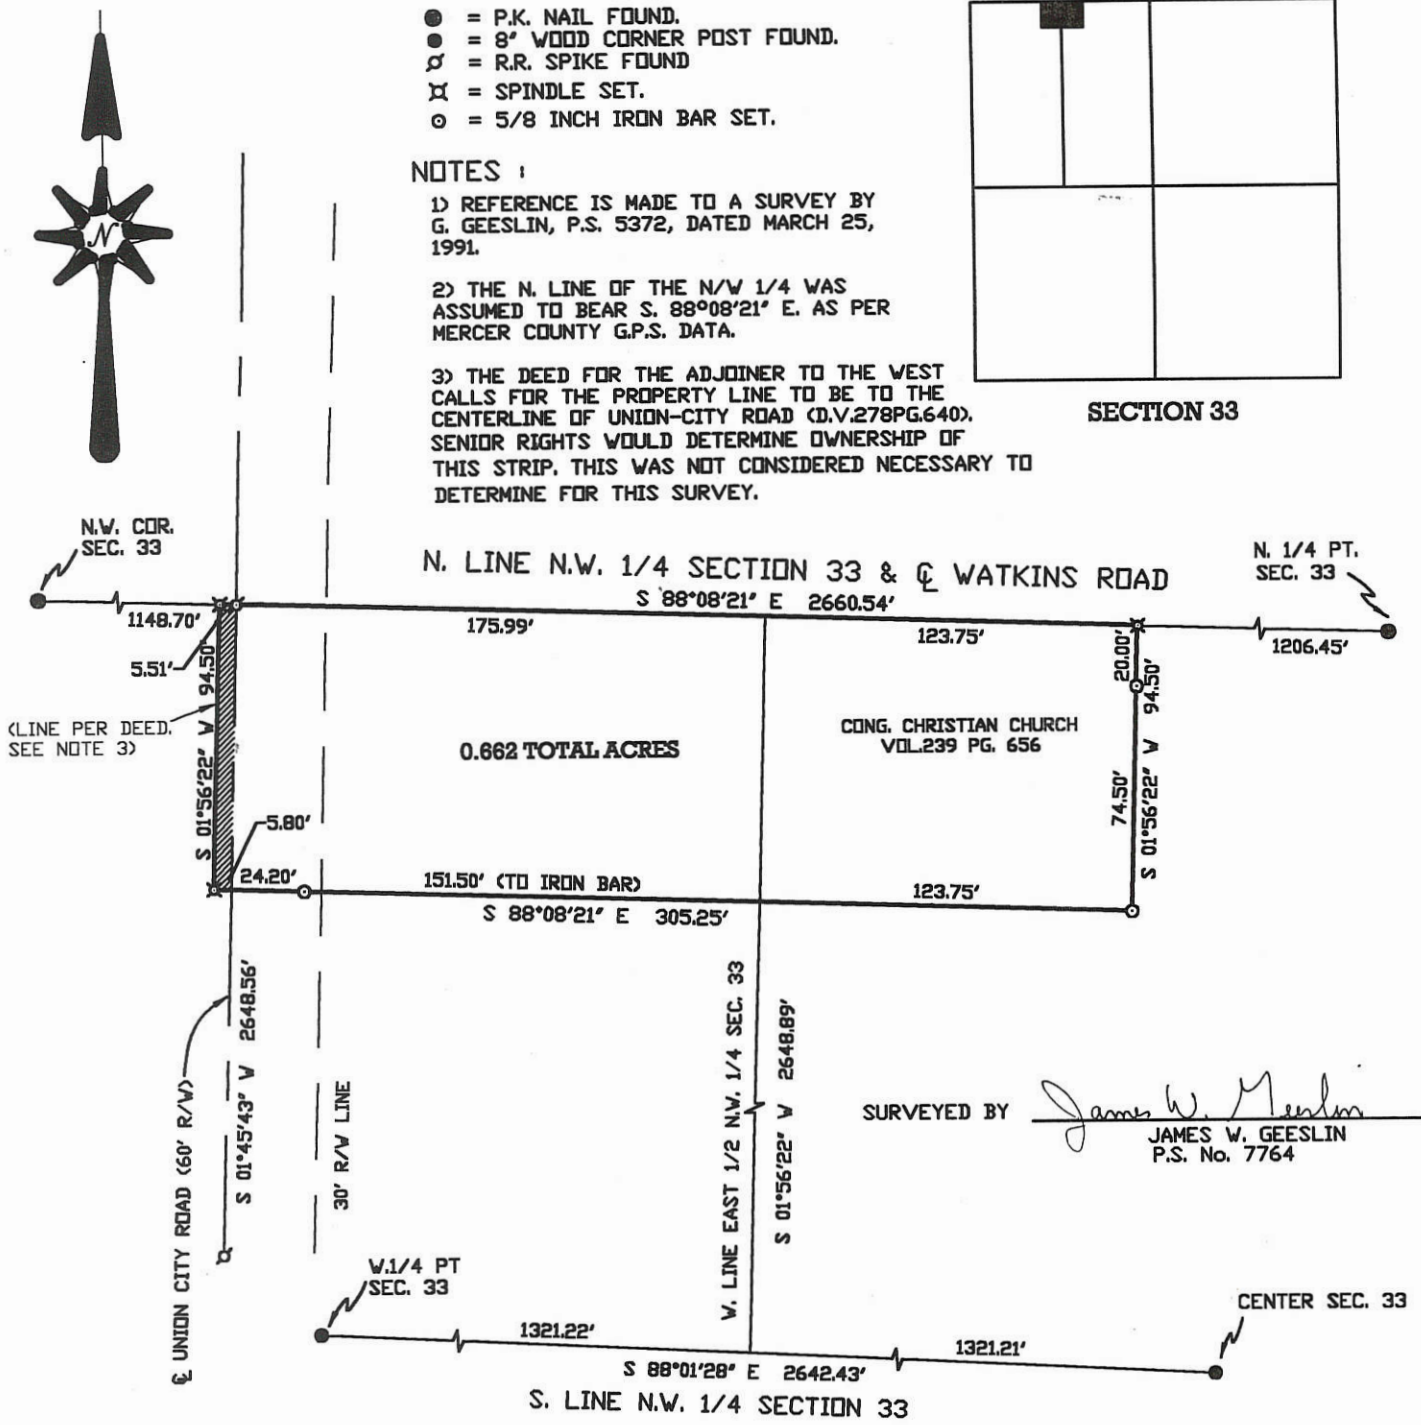 = P.K. NAIL FOUND.
= 8" WOOD CORNER POST FOUND.
= R.R. SPIKE FOUND
= SPINDLE SET.
= 5/8 INCH IRON BAR SET.
NOTES :
1) REFERENCE IS MADE TO A SURVEY BY
G. GEESLIN, P.S. 5372, DATED MARCH 25,
1991.
2) THE N. LINE OF THE N/W 1/4 WAS
ASSUMED TO BEAR S. 88°08'21" E. AS PER
MERCER COUNTY G.P.S. DATA.
3) THE DEED FOR THE ADJOINER TO THE WEST
CALLS FOR THE PROPERTY LINE TO BE TO THE
CENTERLINE OF UNION-CITY ROAD (D.V.278PG.640).
SENIOR RIGHTS WOULD DETERMINE OWNERSHIP OF
THIS STRIP. THIS WAS NOT CONSIDERED NECESSARY TO
DETERMINE FOR THIS SURVEY.
SECTION 33
N
N.W. COR.
SEC. 33
N. LINE N.W. 1/4 SECTION 33 & ℄ WATKINS ROAD
N. 1/4 PT.
SEC. 33
S 88°08'21" E 2660.54'
1148.70'
175.99'
123.75'
1206.45'
5.51'
S 01°56'22" W 94.50'
20.00'
74.50'
S 01°56'22" W 94.50'
(LINE PER DEED.
SEE NOTE 3)
0.662 TOTAL ACRES
CONG. CHRISTIAN CHURCH
VOL.239 PG. 656
5.80'
24.20'
151.50' (TO IRON BAR)
123.75'
S 88°08'21" E 305.25'
℄ UNION CITY ROAD (60' R/W)
S 01°45'43" W 2648.56'
30' R/W LINE
W. LINE EAST 1/2 N.W. 1/4 SEC. 33
S 01°56'22" W 2648.89'
SURVEYED BY James W. Geeslin
JAMES W. GEESLIN
P.S. No. 7764
W.1/4 PT
SEC. 33
CENTER SEC. 33
1321.22'
1321.21'
S 88°01'28" E 2642.43'
S. LINE N.W. 1/4 SECTION 33